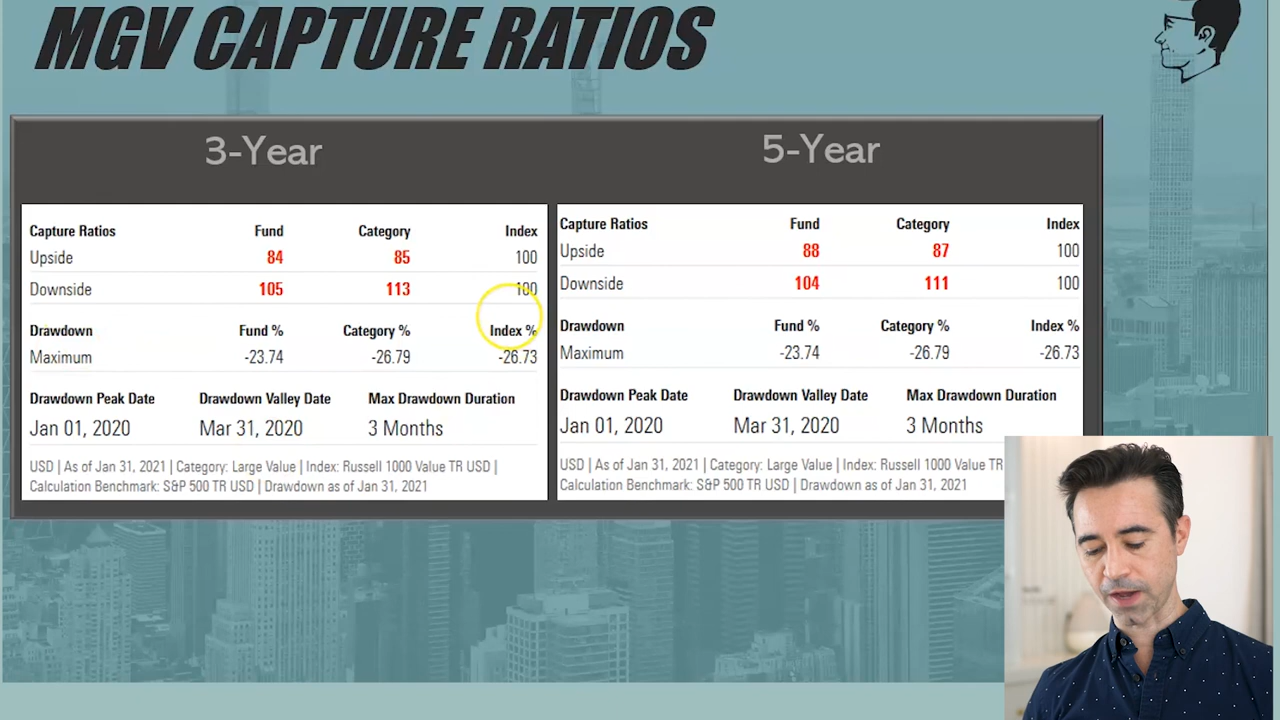 MGV CAPTURE RATIOS
3-Year
Capture Ratios Fund Category Index
Upside 84 85 100
Downside 105 113 100
Drawdown Fund % Category % Index %
Maximum -23.74 -26.79 -26.73
Drawdown Peak Date Drawdown Valley Date Max Drawdown Duration
Jan 01, 2020 Mar 31, 2020 3 Months
USD | As of Jan 31, 2021 | Category: Large Value | Index: Russell 1000 Value TR USD |
Calculation Benchmark: S&P 500 TR USD | Drawdown as of Jan 31, 2021
5-Year
Capture Ratios Fund Category Index
Upside 88 87 100
Downside 104 111 100
Drawdown Fund % Category % Index %
Maximum -23.74 -26.79 -26.73
Drawdown Peak Date Drawdown Valley Date Max Drawdown Duration
Jan 01, 2020 Mar 31, 2020 3 Months
USD | As of Jan 31, 2021 | Category: Large Value | Index: Russell 1000 Value TR
Calculation Benchmark: S&P 500 TR USD | Drawdown as of Jan 31, 2021